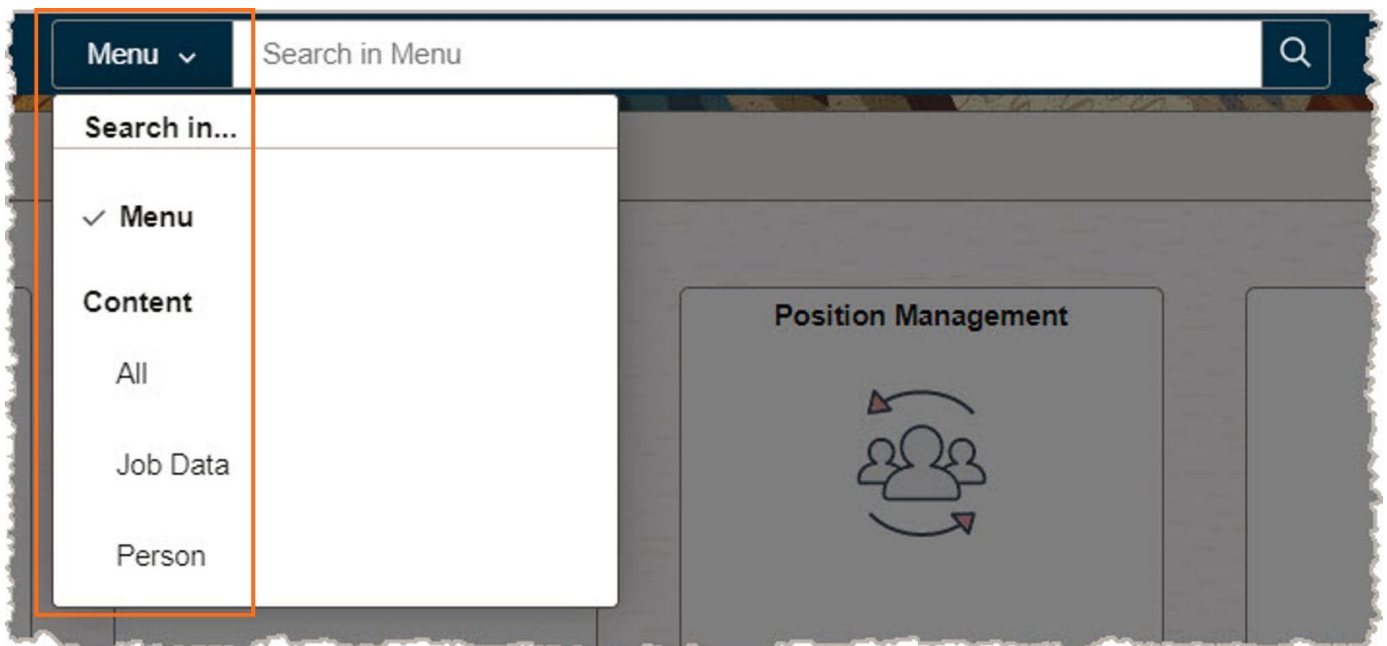 Menu
Search in Menu
Search in...
Menu
Content
All
Job Data
Person
Position Management